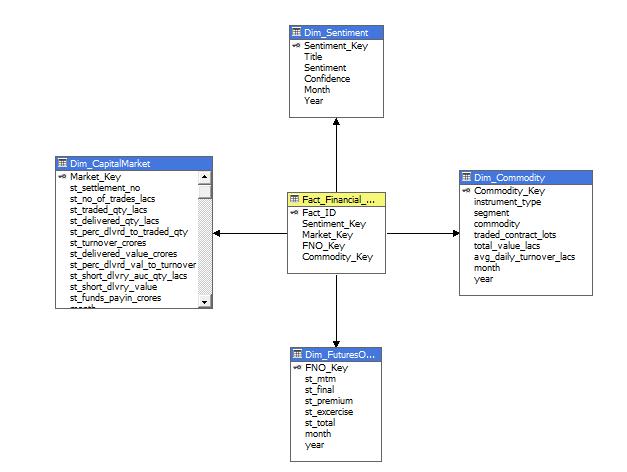 Dim_Sentiment
Sentiment_Key
Title
Sentiment
Confidence
Month
Year
Dim_CapitalMarket
Market_Key
st_settlement_no
st_no_of_trades_lacs
st_traded_qty_lacs
st_delivered_qty_lacs
st_perc_dlvrd_to_traded_qty
st_turnover_crores
st_delivered_value_crores
st_perc_dlvrd_val_to_turnover
st_short_dlvry_auc_qty_lacs
st_short_dlvry_value
st_funds_payin_crores
month
Fact_Financial_...
Fact_ID
Sentiment_Key
Market_Key
FNO_Key
Commodity_Key
Dim_Commodity
Commodity_Key
instrument_type
segment
commodity
traded_contract_lots
total_value_lacs
avg_daily_turnover_lacs
month
year
Dim_FuturesO...
FNO_Key
st_mtm
st_final
st_premium
st_excercise
st_total
month
year